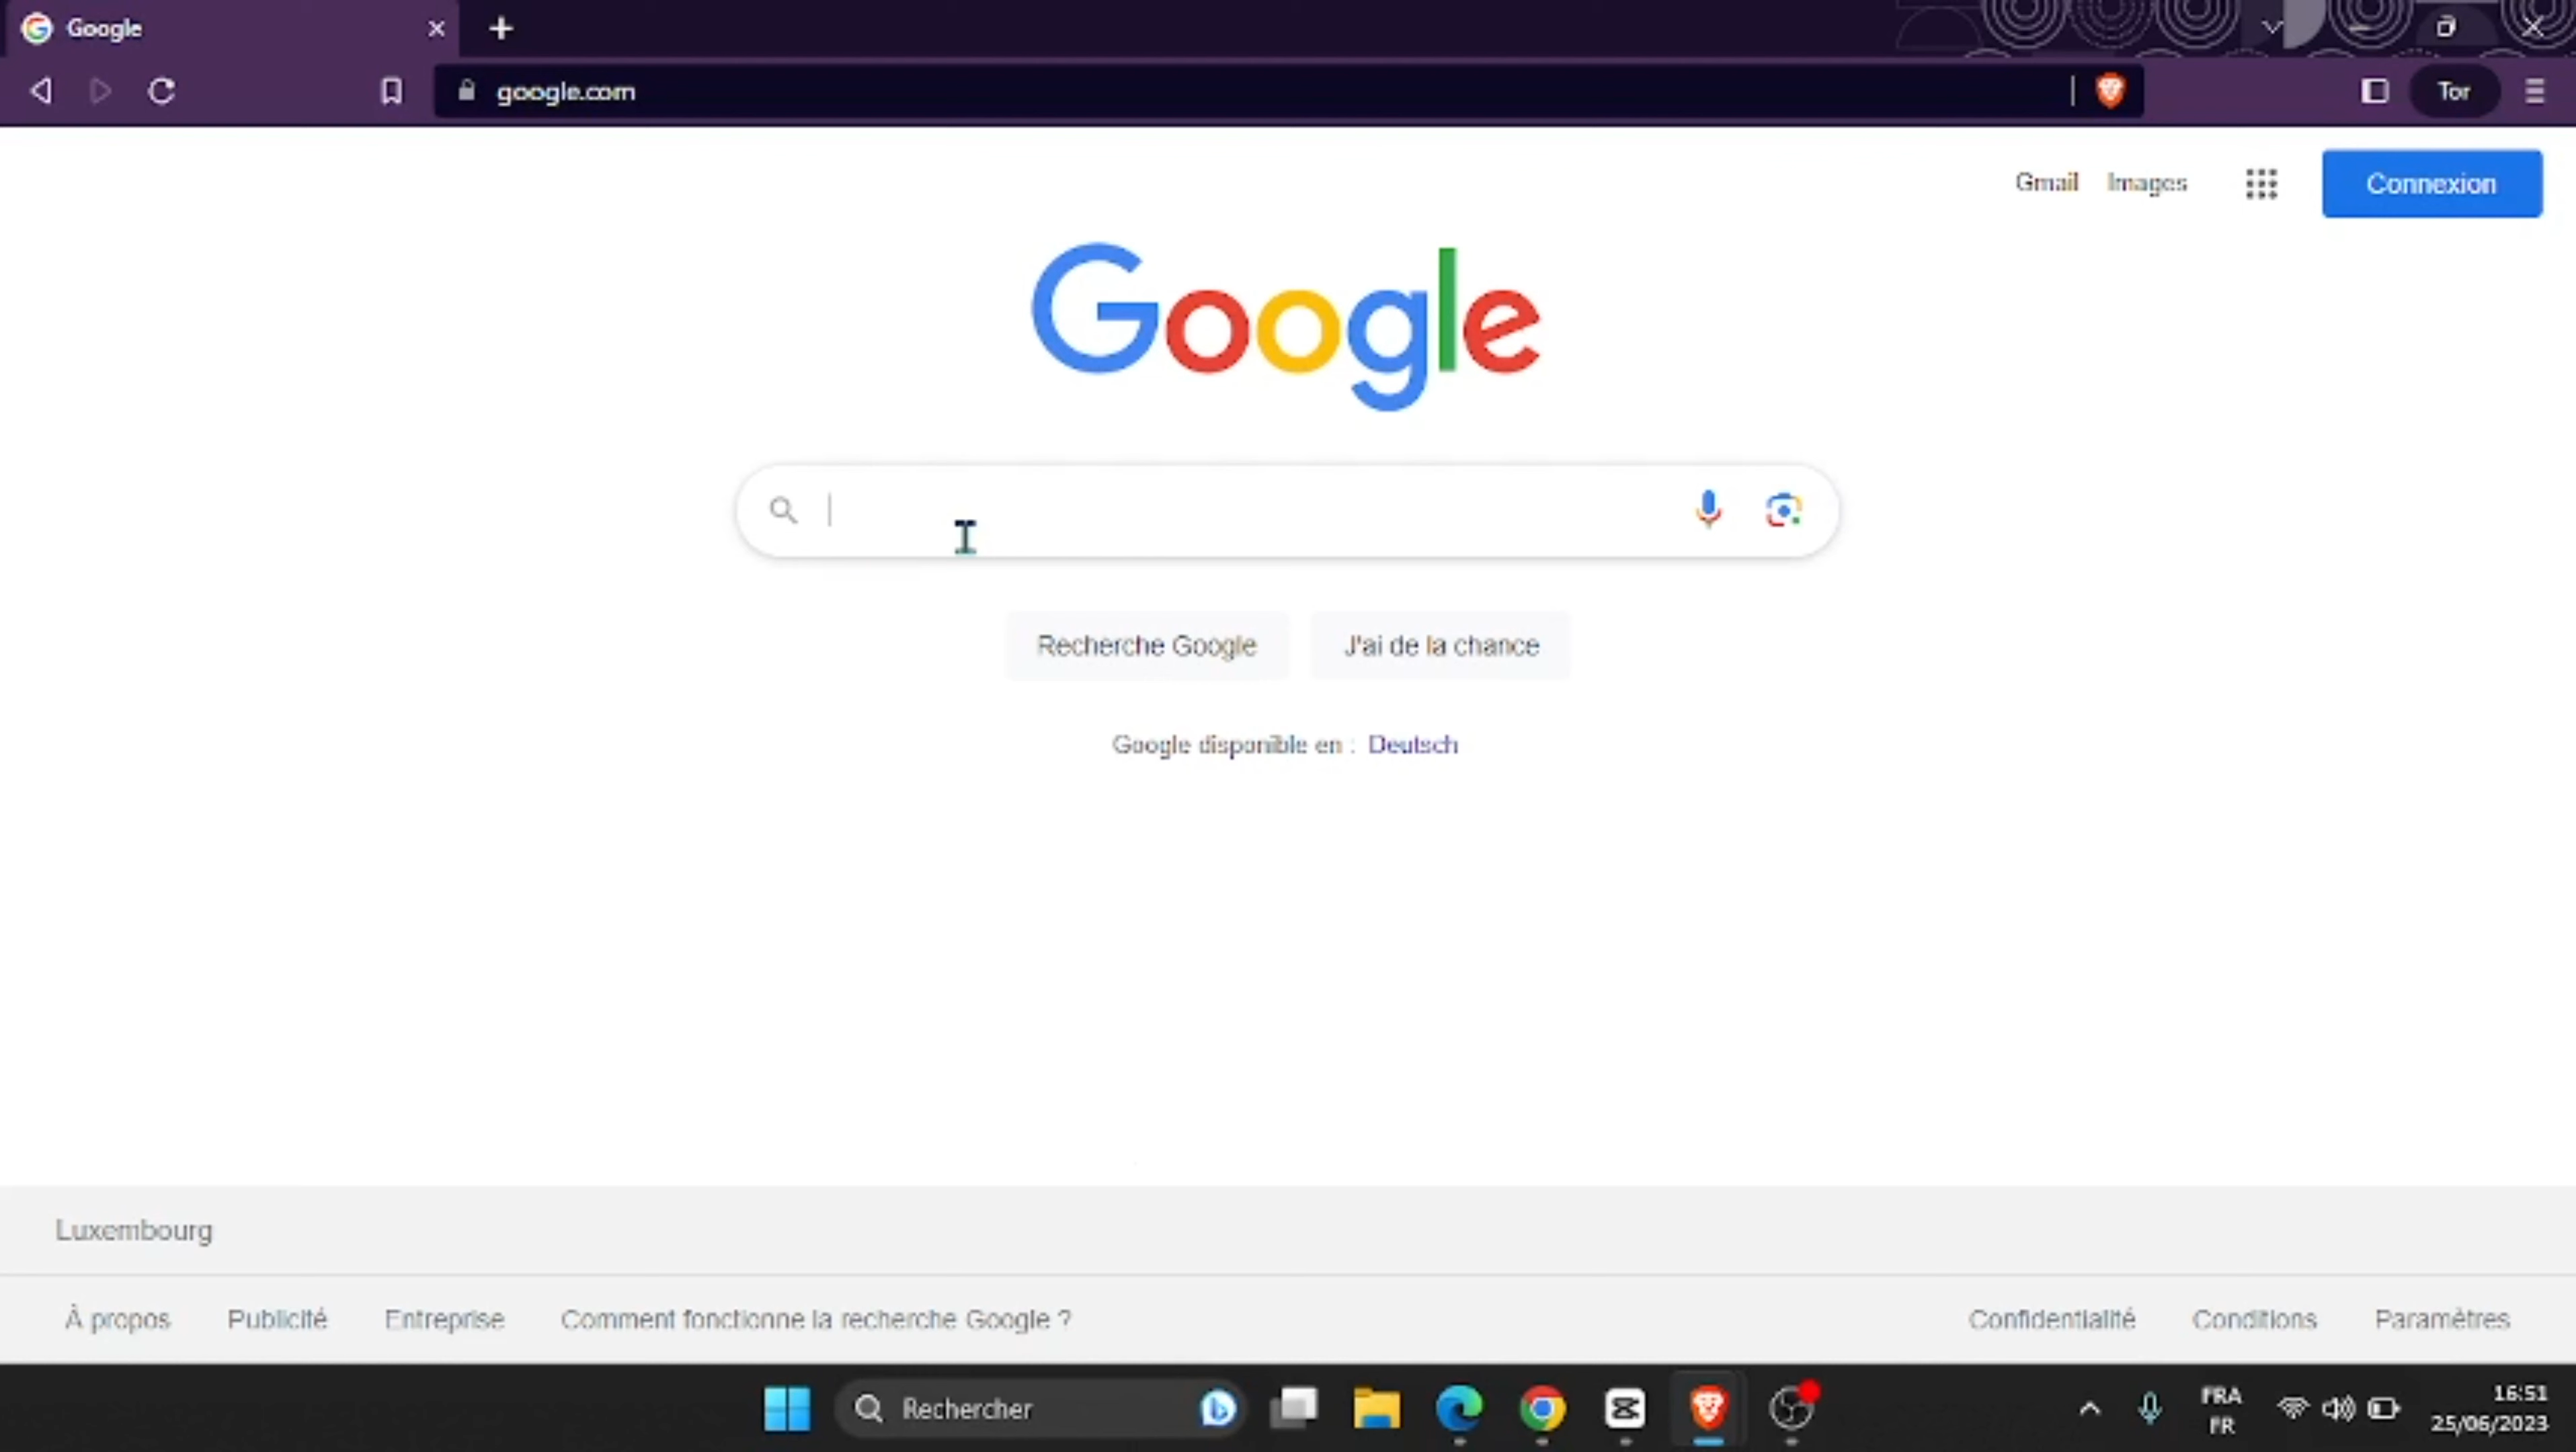 Google
google.com
Tor
Gmail Images Connexion
Google
Recherche Google J'ai de la chance
Google disponible en : Deutsch
Luxembourg
À propos Publicité Entreprise Comment fonctionne la recherche Google ? Confidentialité Conditions Paramètres
Rechercher
FRA
FR
16:51
25/06/2023